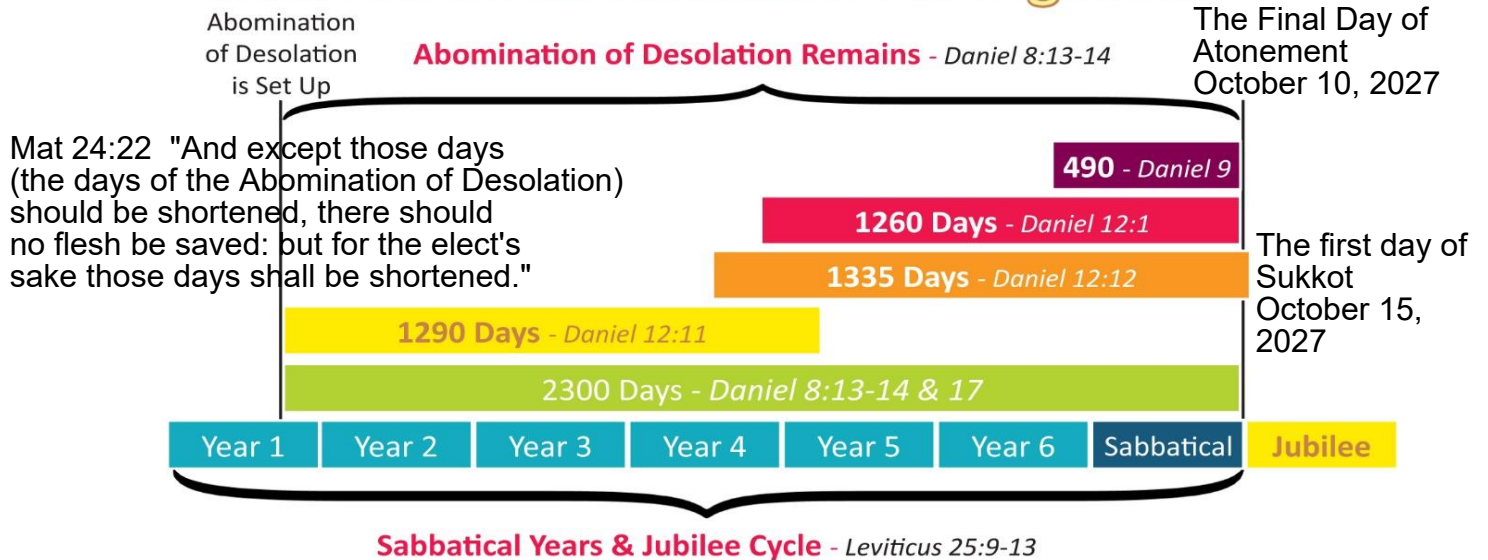 Abomination
of Desolation
is Set Up
Abomination of Desolation Remains - Daniel 8:13-14
The Final Day of
Atonement
October 10, 2027
Mat 24:22  "And except those days
(the days of the Abomination of Desolation)
should be shortened, there should
no flesh be saved: but for the elect's
sake those days shall be shortened."
490 - Daniel 9
1260 Days - Daniel 12:1
1335 Days - Daniel 12:12
The first day of
Sukkot
October 15,
2027
1290 Days - Daniel 12:11
2300 Days - Daniel 8:13-14 & 17
Year 1
Year 2
Year 3
Year 4
Year 5
Year 6
Sabbatical
Jubilee
Sabbatical Years & Jubilee Cycle - Leviticus 25:9-13